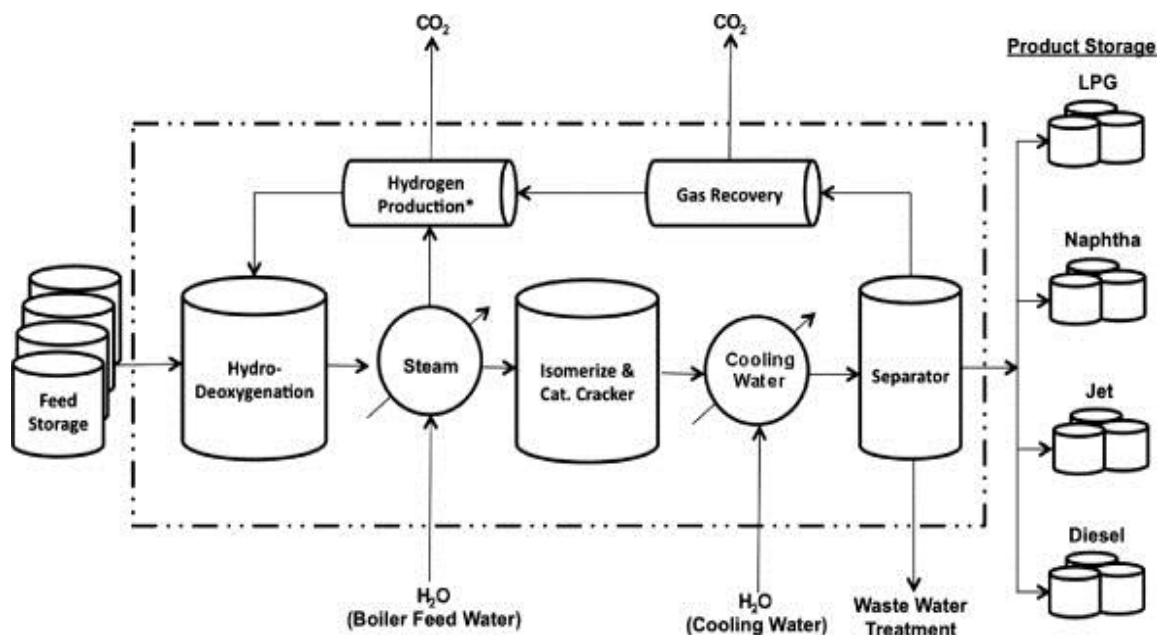 CO₂
CO₂
Product Storage
LPG
Hydrogen
Production*
Gas Recovery
Naphtha
Feed
Storage
Hydro-
Deoxygenation
Steam
Isomerize &
Cat. Cracker
Cooling
Water
Separator
Jet
Diesel
H₂O
(Boiler Feed Water)
H₂O
(Cooling Water)
Waste Water
Treatment